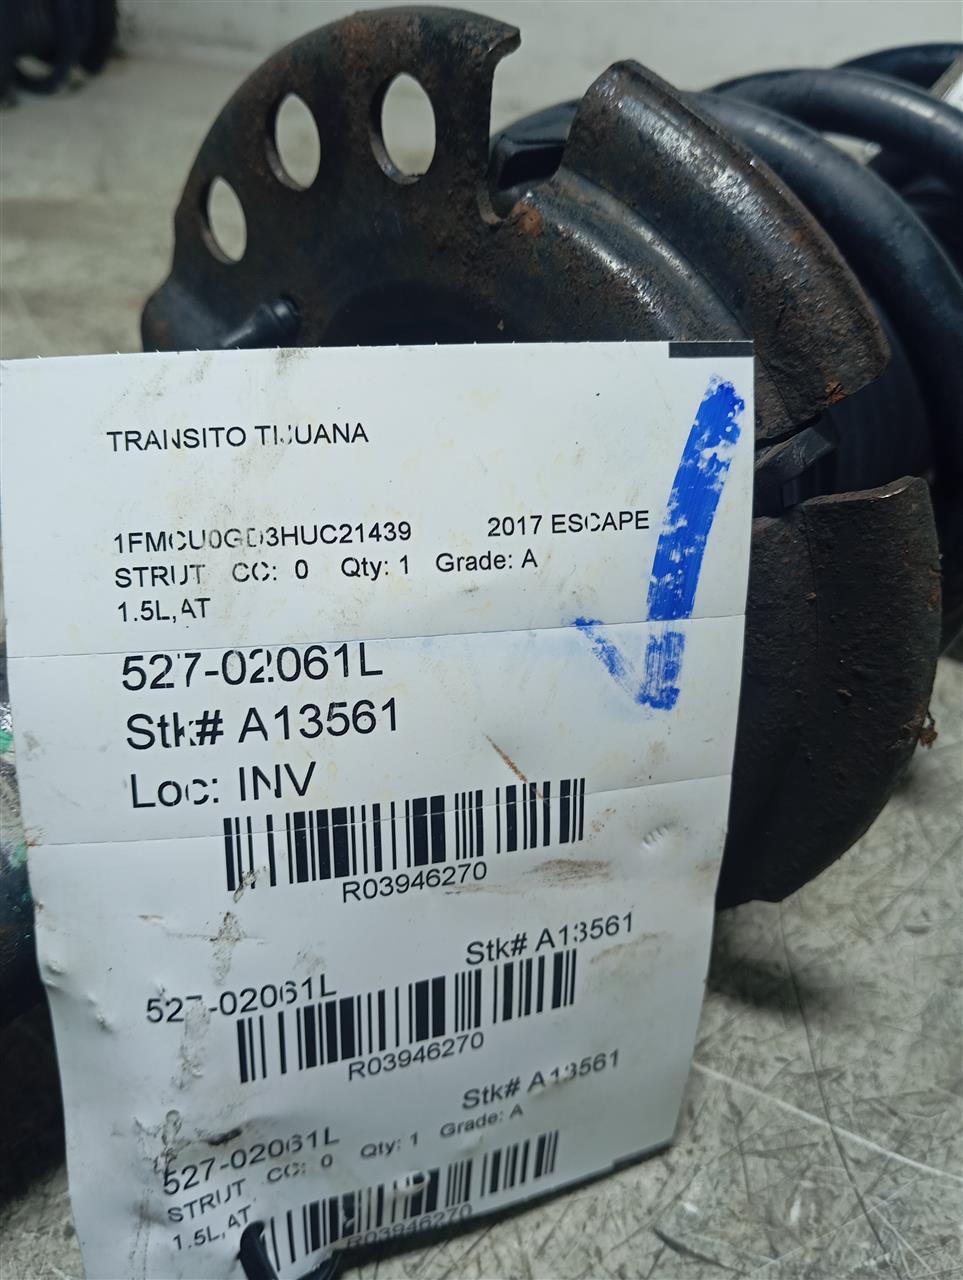 TRANSITO TIJUANA
1FMCU0GD3HUC21439 2017 ESCAPE
STRUT CC: 0 Qty: 1 Grade: A
1.5L,AT
527-02061L
Stk# A13561
Loc: INV
R03946270
527-02061L Stk# A13561
R03946270
Stk# A13561
527-02061L
STRUT CC: 0 Qty: 1 Grade: A
1.5L,AT
R03946270